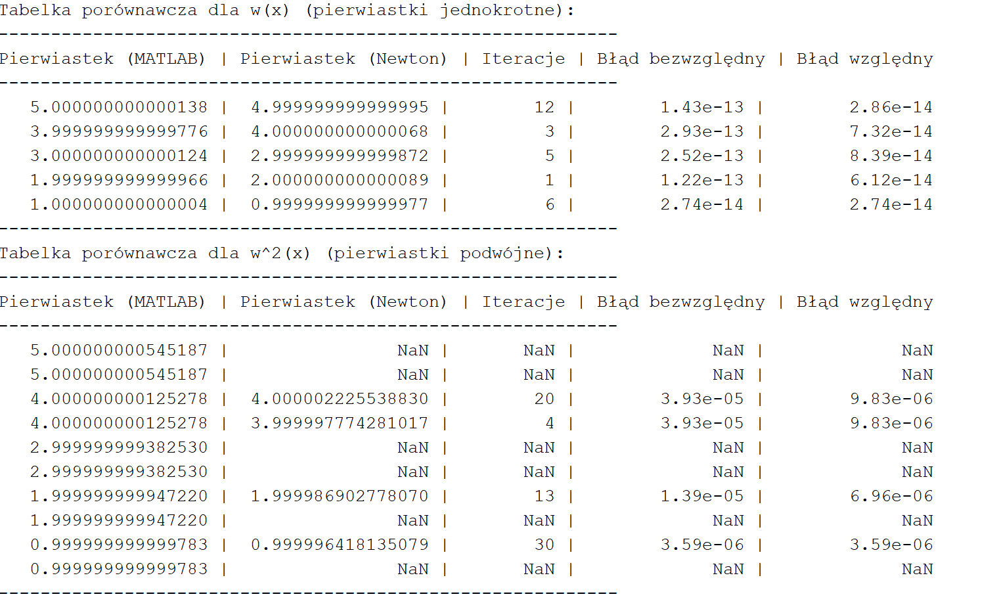 Tabelka porównawcza dla w(x) (pierwiastki jednokrotne):
-----------------------------------------------------------
Pierwiastek (MATLAB) | Pierwiastek (Newton) | Iteracje | Błąd bezwzględny | Błąd względny
-----------------------------------------------------------
5.000000000000138 | 4.999999999999995 | 12 | 1.43e-13 | 2.86e-14
3.999999999999776 | 4.000000000000068 | 3 | 2.93e-13 | 7.32e-14
3.000000000000124 | 2.999999999999872 | 5 | 2.52e-13 | 8.39e-14
1.999999999999966 | 2.000000000000089 | 1 | 1.22e-13 | 6.12e-14
1.000000000000004 | 0.999999999999977 | 6 | 2.74e-14 | 2.74e-14
-----------------------------------------------------------
Tabelka porównawcza dla w^2(x) (pierwiastki podwójne):
-----------------------------------------------------------
Pierwiastek (MATLAB) | Pierwiastek (Newton) | Iteracje | Błąd bezwzględny | Błąd względny
-----------------------------------------------------------
5.000000000545187 | NaN | NaN | NaN | NaN
5.000000000545187 | NaN | NaN | NaN | NaN
4.000000000125278 | 4.000002225538830 | 20 | 3.93e-05 | 9.83e-06
4.000000000125278 | 3.999997774281017 | 4 | 3.93e-05 | 9.83e-06
2.999999999382530 | NaN | NaN | NaN | NaN
2.999999999382530 | NaN | NaN | NaN | NaN
1.999999999947220 | 1.999986902778070 | 13 | 1.39e-05 | 6.96e-06
1.999999999947220 | NaN | NaN | NaN | NaN
0.999999999999783 | 0.999996418135079 | 30 | 3.59e-06 | 3.59e-06
0.999999999999783 | NaN | NaN | NaN | NaN
-----------------------------------------------------------